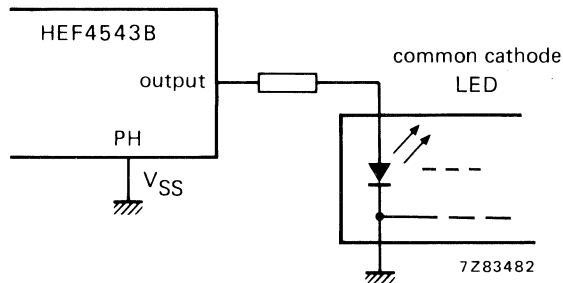 HEF4543B
output
common cathode
LED
PH
VSS
7Z83482